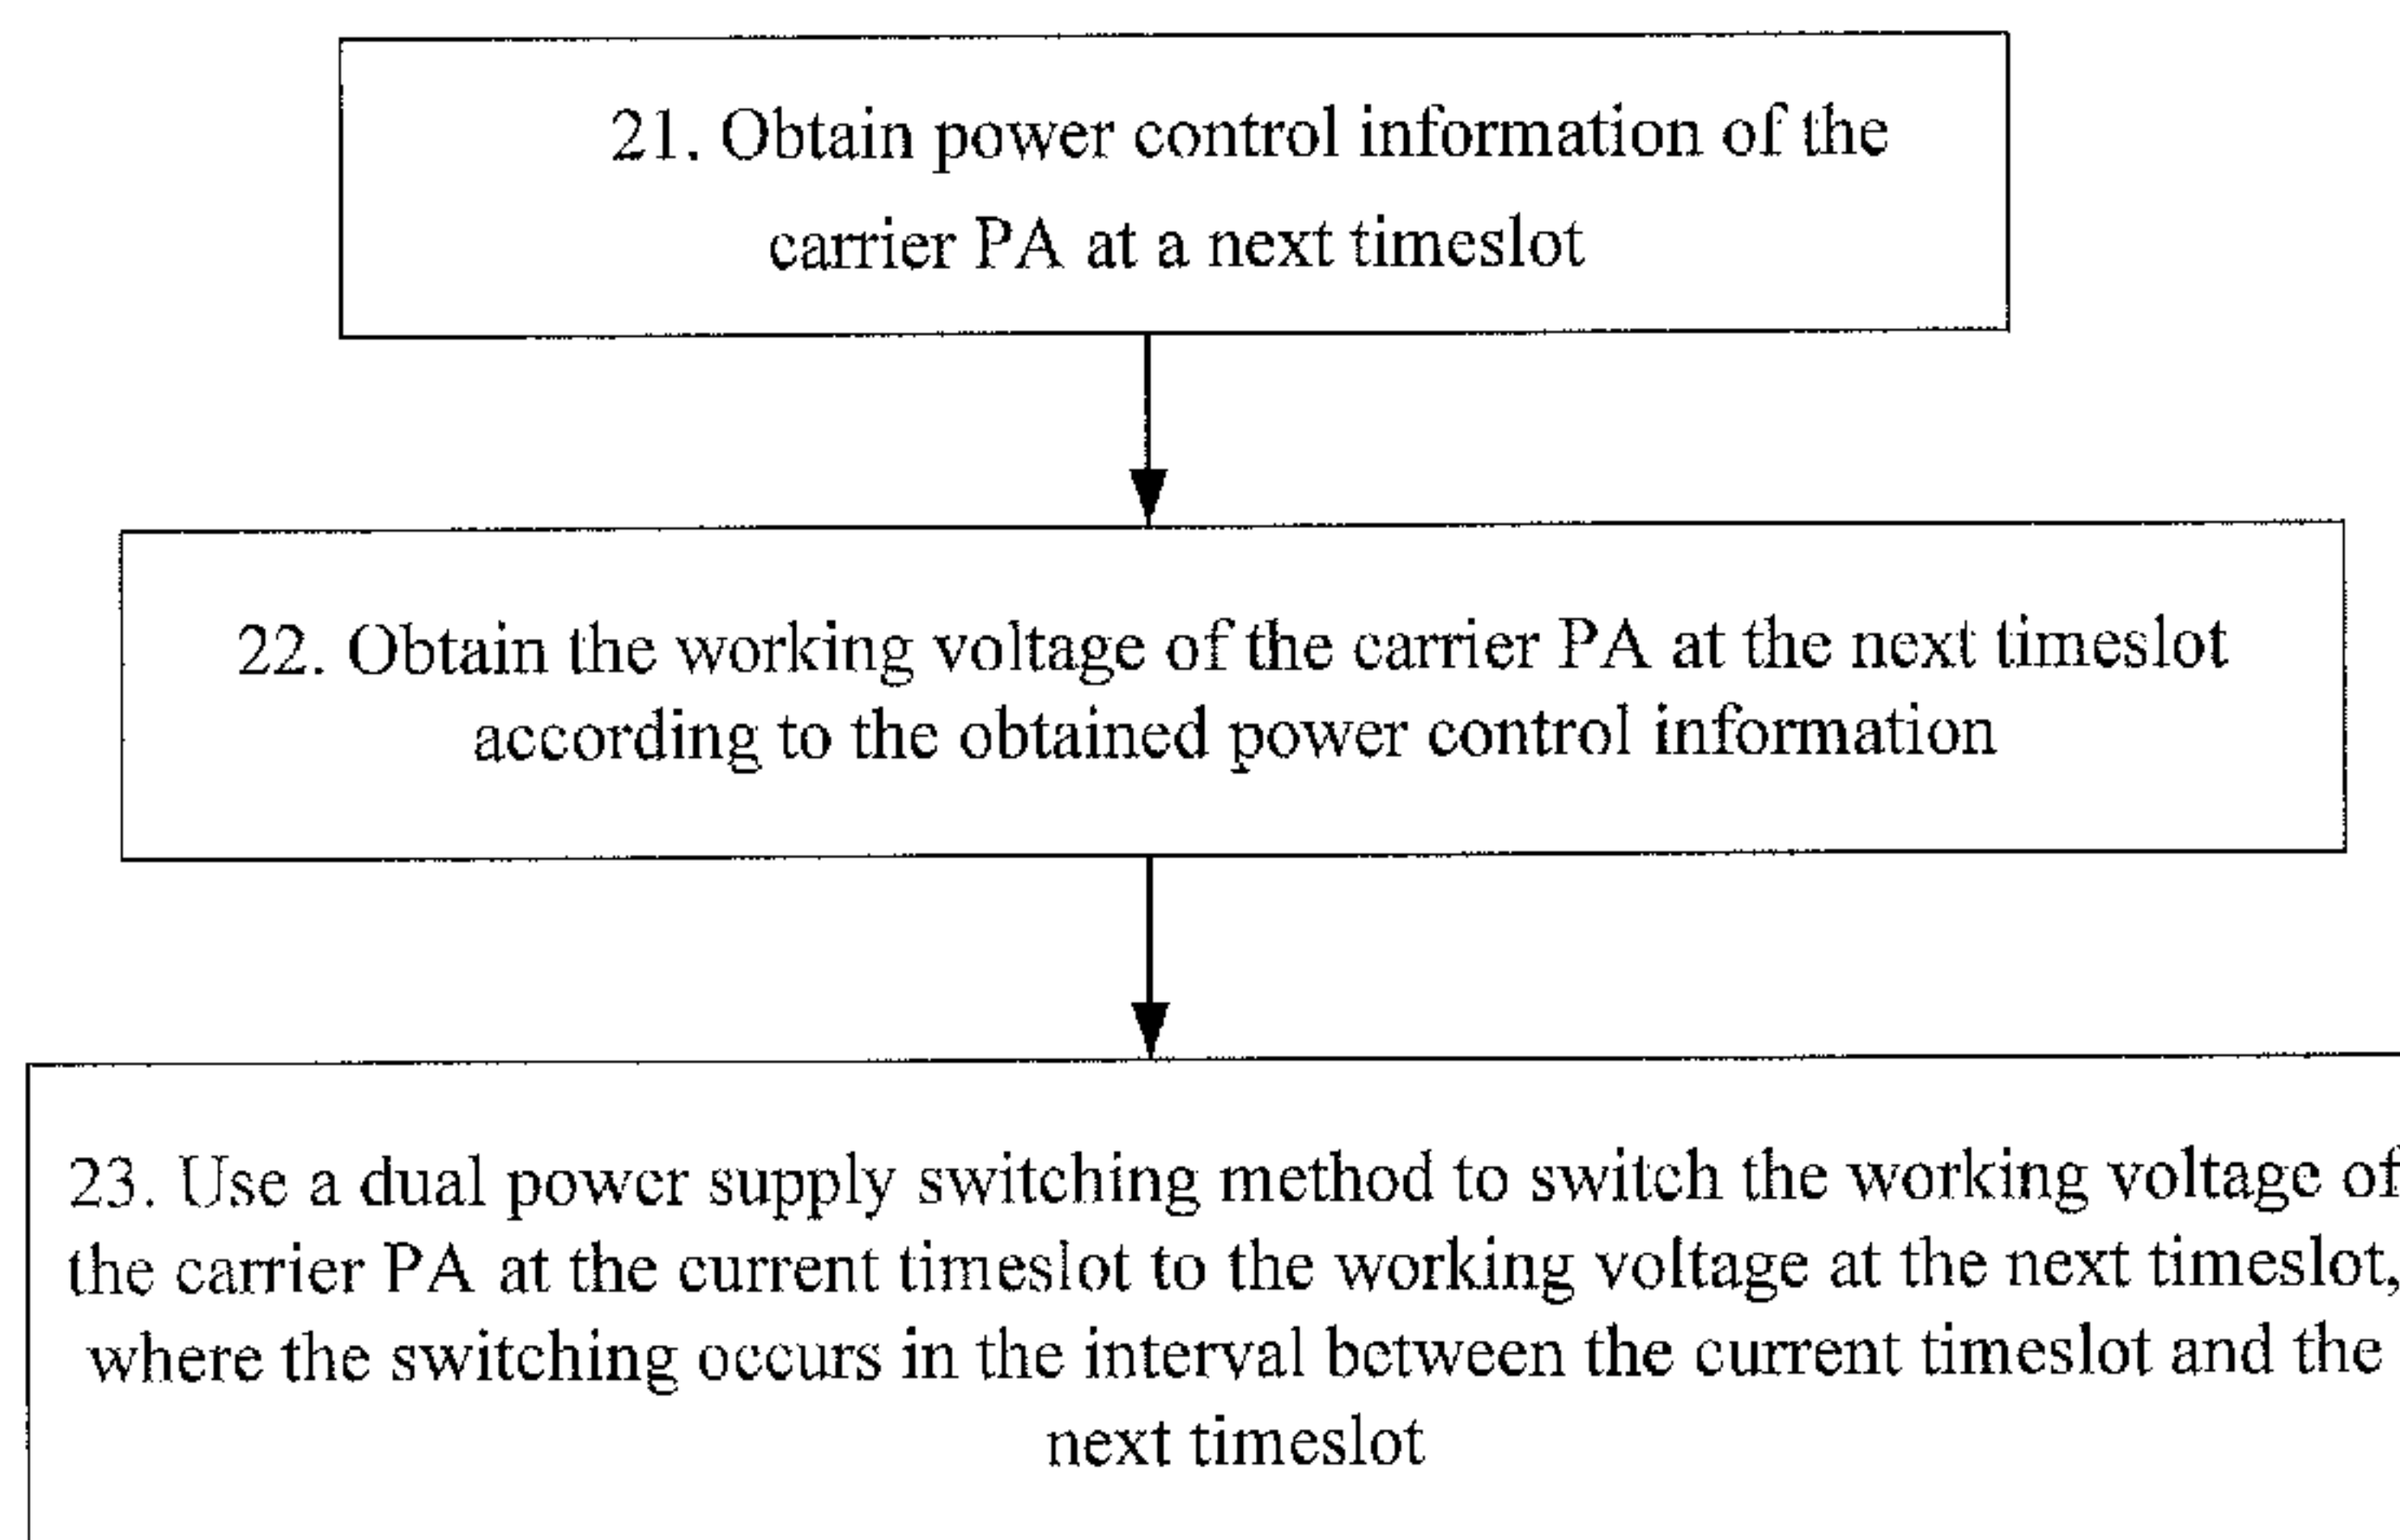 21. Obtain power control information of the
carrier PA at a next timeslot
22. Obtain the working voltage of the carrier PA at the next timeslot
according to the obtained power control information
23. Use a dual power supply switching method to switch the working voltage of
the carrier PA at the current timeslot to the working voltage at the next timeslot,
where the switching occurs in the interval between the current timeslot and the
next timeslot